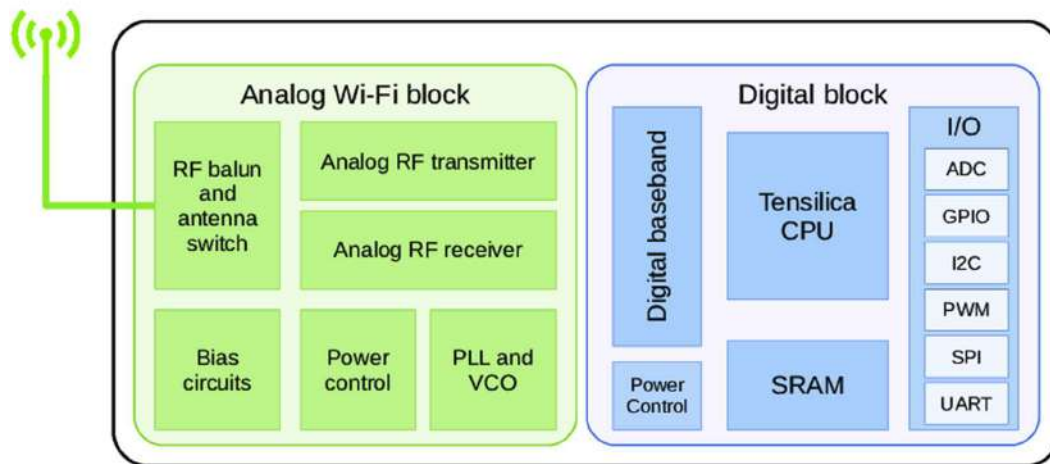 Analog Wi-Fi block
RF balun
and
antenna
switch
Analog RF transmitter
Analog RF receiver
Bias
circuits
Power
control
PLL and
VCO
Digital block
Digital baseband
Power
Control
Tensilica
CPU
SRAM
I/O
ADC
GPIO
I2C
PWM
SPI
UART